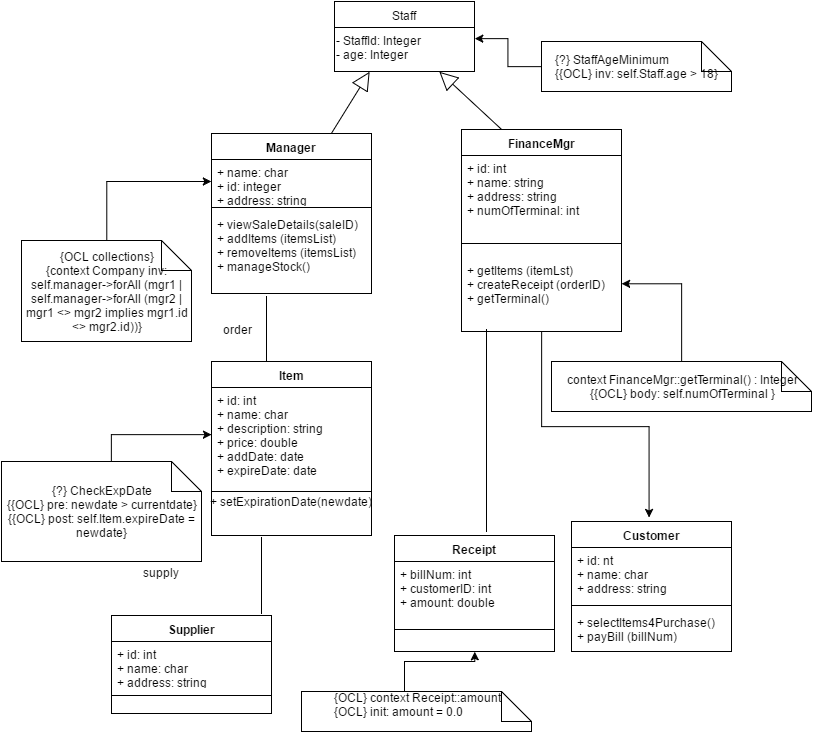 Staff
- StaffId: Integer
- age: Integer
{?} StaffAgeMinimum
{{OCL} inv: self.Staff.age > 18}
Manager
+ name: char
+ id: integer
+ address: string
+ viewSaleDetails(saleID)
+ addItems (itemsList)
+ removeItems (itemsList)
+ manageStock()
FinanceMgr
+ id: int
+ name: string
+ address: string
+ numOfTerminal: int
+ getItems (itemLst)
+ createReceipt (orderID)
+ getTerminal()
{OCL collections}
{context Company inv:
self.manager->forAll (mgr1 |
self.manager->forAll (mgr2 |
mgr1 <> mgr2 implies mgr1.id
<> mgr2.id))}
order
context FinanceMgr::getTerminal() : Integer
{{OCL} body: self.numOfTerminal }
Item
+ id: int
+ name: char
+ description: string
+ price: double
+ addDate: date
+ expireDate: date
+ setExpirationDate(newdate)
{?} CheckExpDate
{{OCL} pre: newdate > currentdate}
{{OCL} post: self.Item.expireDate =
newdate}
supply
Receipt
+ billNum: int
+ customerID: int
+ amount: double
Customer
+ id: nt
+ name: char
+ address: string
+ selectItems4Purchase()
+ payBill (billNum)
Supplier
+ id: int
+ name: char
+ address: string
{OCL} context Receipt::amount
{OCL} init: amount = 0.0